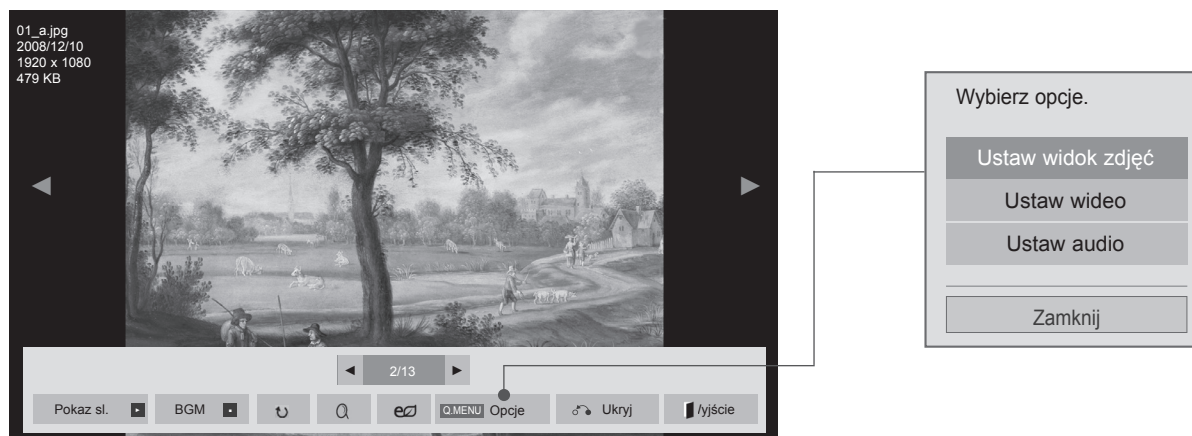 01_a.jpg
2008/12/10
1920 x 1080
479 KB
2/13
Pokaz sl. BGM Q.MENU Opcje Ukryj /yjście
Wybierz opcje.
Ustaw widok zdjęć
Ustaw wideo
Ustaw audio
Zamknij